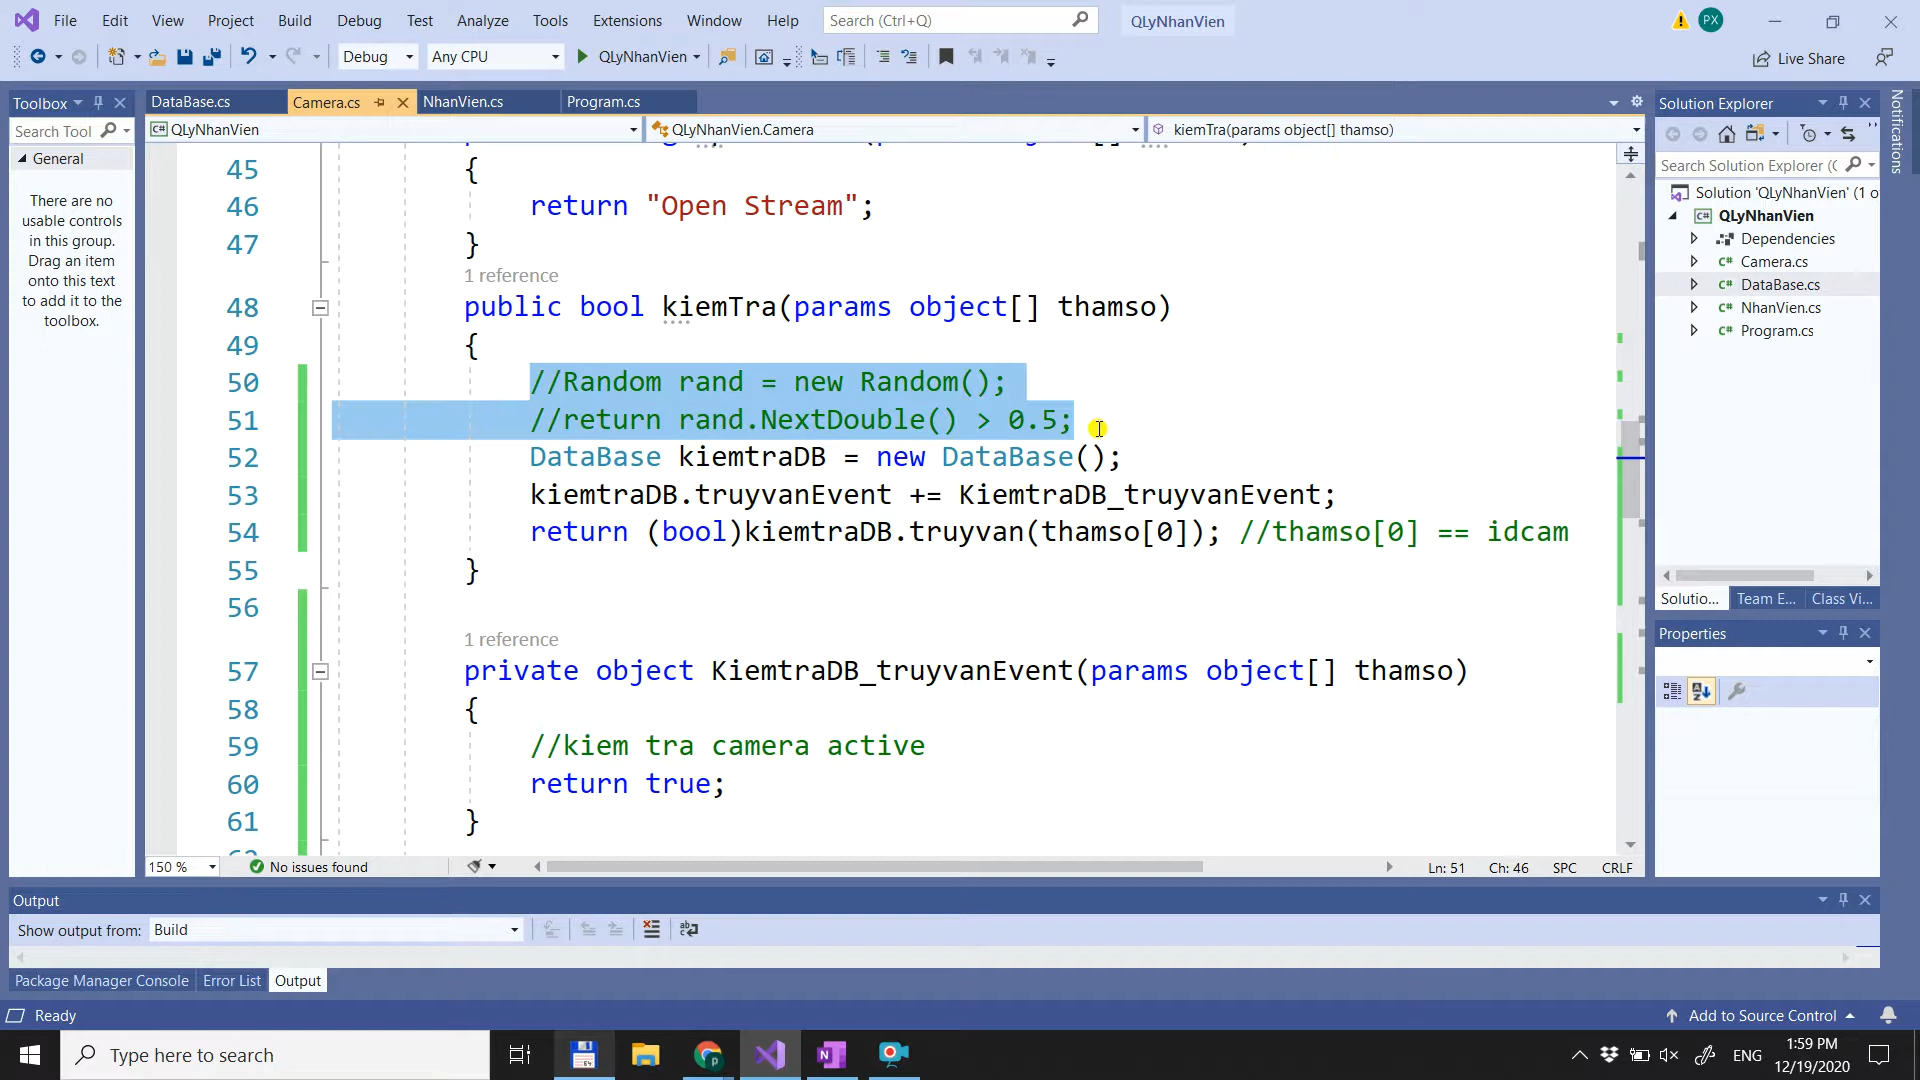 File Edit View Project Build Debug Test Analyze Tools Extensions Window Help Search (Ctrl+Q) QLyNhanVien PX
Debug Any CPU QLyNhanVien Live Share
Toolbox DataBase.cs Camera.cs NhanVien.cs Program.cs Solution Explorer Notifications
Search Tool QLyNhanVien QLyNhanVien.Camera kiemTra(params object[] thamso)
General
There are no
usable controls
in this group.
Drag an item
onto this text
to add it to the
toolbox.
45 {
46 return "Open Stream";
47 }
1 reference
48 public bool kiemTra(params object[] thamso)
49 {
50 //Random rand = new Random();
51 //return rand.NextDouble() > 0.5;
52 DataBase kiemtraDB = new DataBase();
53 kiemtraDB.truyvanEvent += KiemtraDB_truyvanEvent;
54 return (bool)kiemtraDB.truyvan(thamso[0]); //thamso[0] == idcam
55 }
56
1 reference
57 private object KiemtraDB_truyvanEvent(params object[] thamso)
58 {
59 //kiem tra camera active
60 return true;
61 }
150 % No issues found Ln: 51 Ch: 46 SPC CRLF
Search Solution Explorer (C
Solution 'QLyNhanVien' (1 o
QLyNhanVien
Dependencies
Camera.cs
DataBase.cs
NhanVien.cs
Program.cs
Solutio... Team E... Class Vi...
Properties
Output
Show output from: Build
Package Manager Console Error List Output
Ready Add to Source Control
Type here to search ENG 1:59 PM
12/19/2020